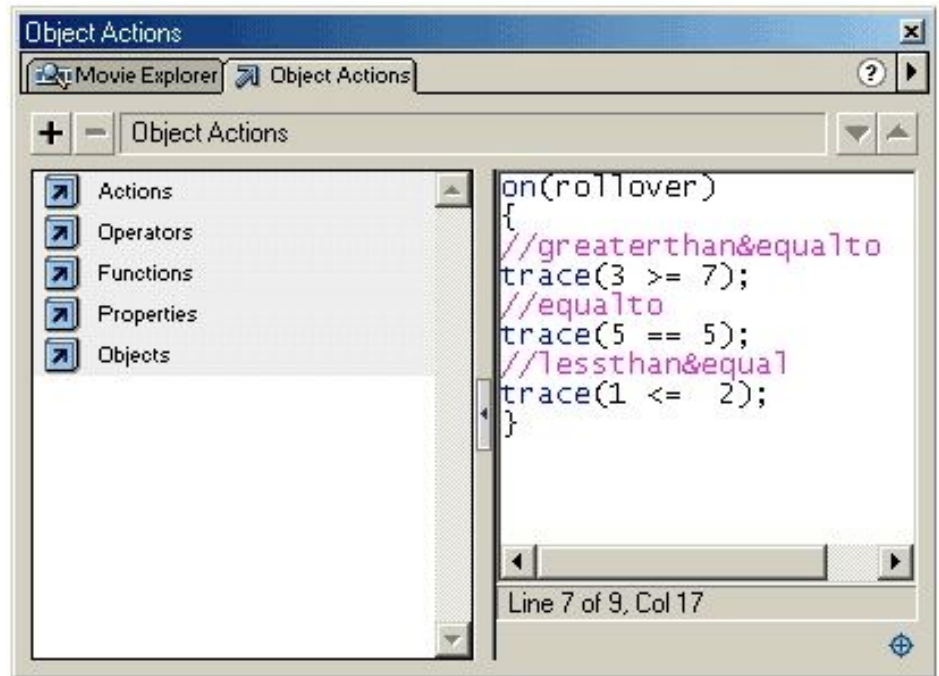 Object Actions
Movie Explorer Object Actions ?
+ - Object Actions
Actions
Operators
Functions
Properties
Objects
on(rollover)
{
//greaterthan&equalto
trace(3 >= 7);
//equalto
trace(5 == 5);
//lessthan&equal
trace(1 <=  2);
}
Line 7 of 9, Col 17